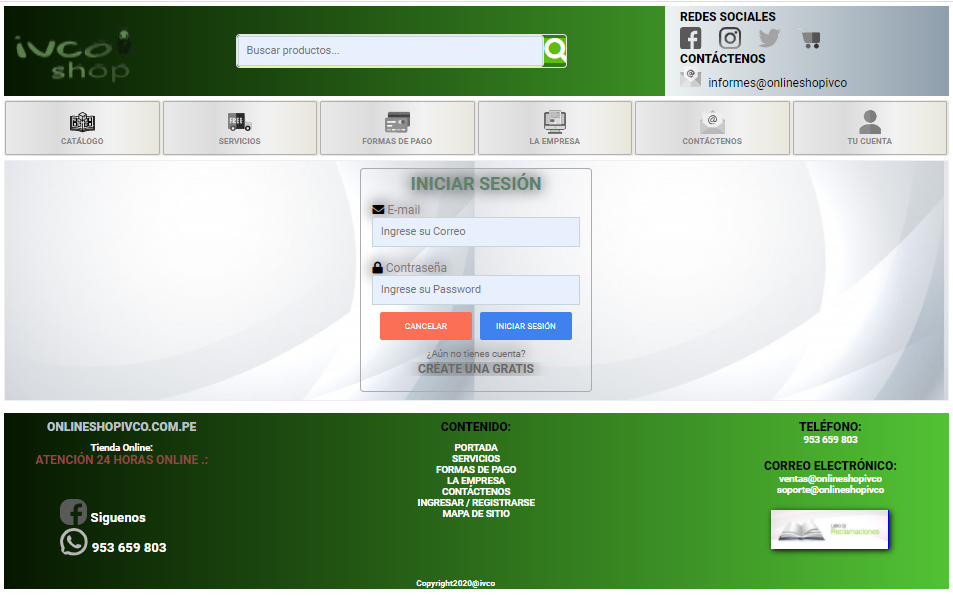 ivco
shop
Buscar productos...
REDES SOCIALES
CONTÁCTENOS
informes@onlineshopivco
CATÁLOGO
FREE
SERVICIOS
FORMAS DE PAGO
LA EMPRESA
CONTÁCTENOS
TU CUENTA
INICIAR SESIÓN
E-mail
Ingrese su Correo
Contraseña
Ingrese su Password
CANCELAR
INICIAR SESIÓN
¿Aún no tienes cuenta?
CRÉATE UNA GRATIS
ONLINESHOPIVCO.COM.PE
Tienda Online:
ATENCIÓN 24 HORAS ONLINE .:
Siguenos
953 659 803
CONTENIDO:
PORTADA
SERVICIOS
FORMAS DE PAGO
LA EMPRESA
CONTÁCTENOS
INGRESAR / REGISTRARSE
MAPA DE SITIO
TELÉFONO:
953 659 803
CORREO ELECTRÓNICO:
ventas@onlineshopivco
soporte@onlineshopivco
LIBRO DE
Reclamaciones
Copyright2020@ivco